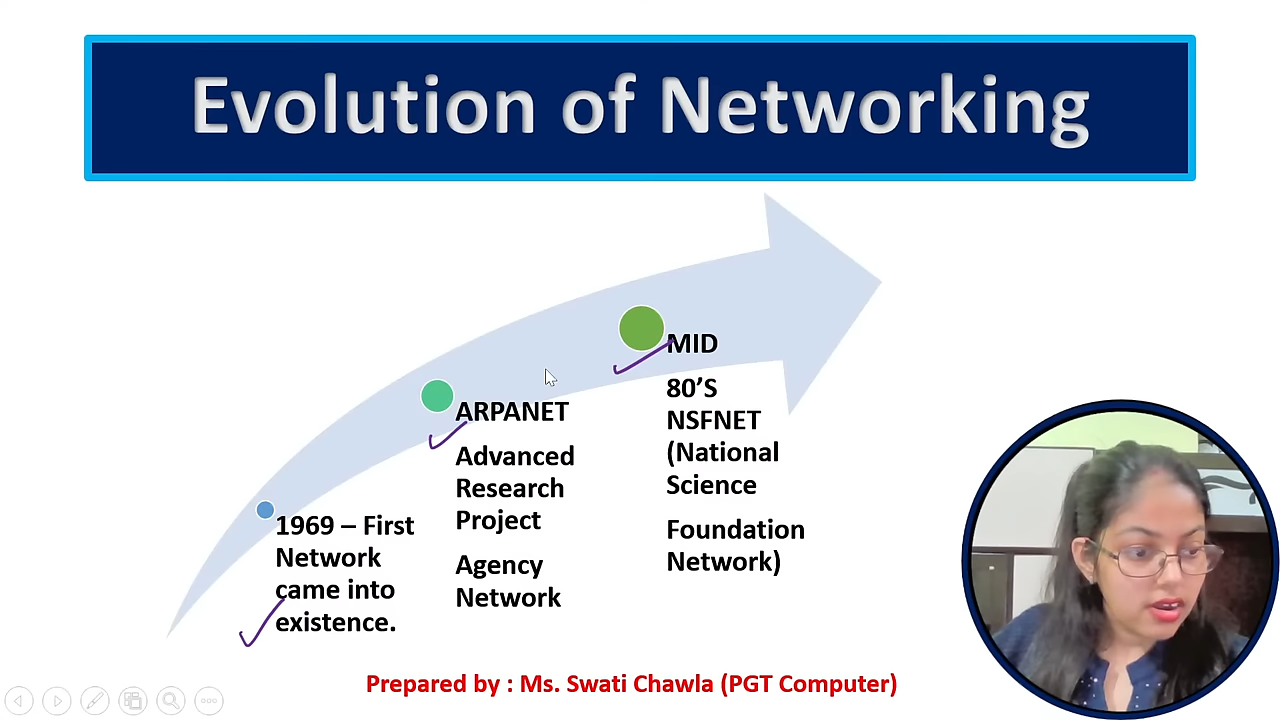 Evolution of Networking
1969 – First
Network
came into
existence.
ARPANET
Advanced
Research
Project
Agency
Network
MID
80’S
NSFNET
(National
Science
Foundation
Network)
Prepared by : Ms. Swati Chawla (PGT Computer)